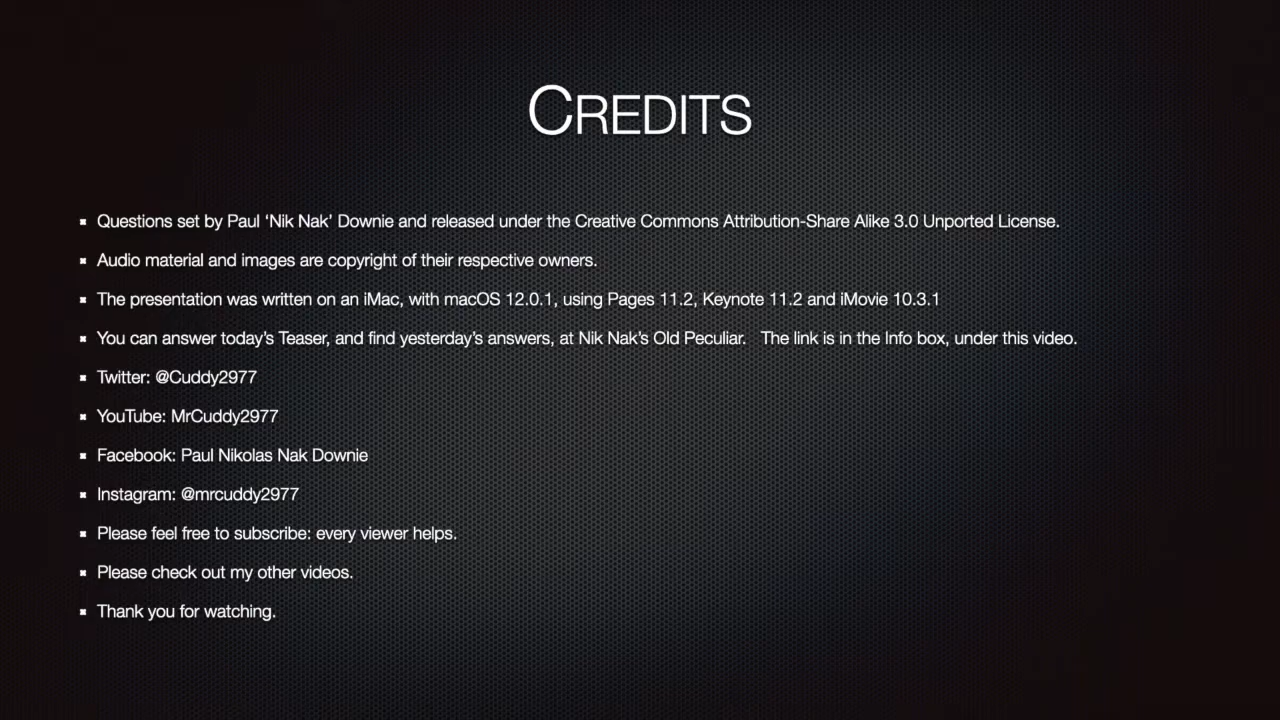 CREDITS
Questions set by Paul ‘Nik Nak’ Downie and released under the Creative Commons Attribution-Share Alike 3.0 Unported License.
Audio material and images are copyright of their respective owners.
The presentation was written on an iMac, with macOS 12.0.1, using Pages 11.2, Keynote 11.2 and iMovie 10.3.1
You can answer today’s Teaser, and find yesterday’s answers, at Nik Nak’s Old Peculiar.   The link is in the Info box, under this video.
Twitter: @Cuddy2977
YouTube: MrCuddy2977
Facebook: Paul Nikolas Nak Downie
Instagram: @mrcuddy2977
Please feel free to subscribe: every viewer helps.
Please check out my other videos.
Thank you for watching.